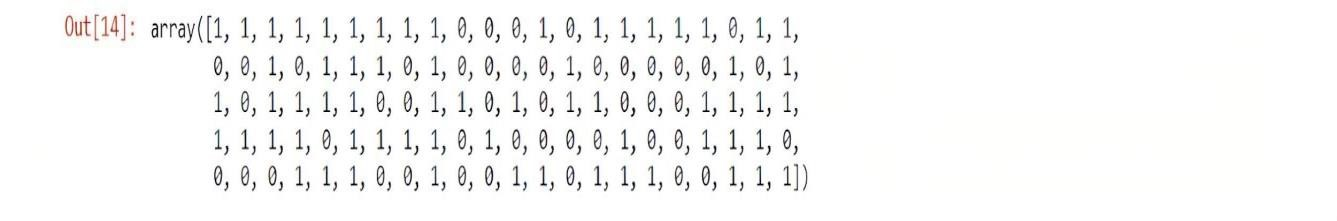 Out[14]: array([1, 1, 1, 1, 1, 1, 1, 1, 1, 0, 0, 0, 1, 0, 1, 1, 1, 1, 1, 0, 1, 1,
0, 0, 1, 0, 1, 1, 1, 0, 1, 0, 0, 0, 0, 1, 0, 0, 0, 0, 0, 1, 0, 1,
1, 0, 1, 1, 1, 1, 0, 0, 1, 1, 0, 1, 0, 1, 1, 0, 0, 0, 1, 1, 1, 1,
1, 1, 1, 1, 0, 1, 1, 1, 1, 0, 1, 0, 0, 0, 0, 1, 0, 0, 1, 1, 1, 0,
0, 0, 0, 1, 1, 1, 0, 0, 1, 0, 0, 1, 1, 0, 1, 1, 1, 0, 0, 1, 1, 1])